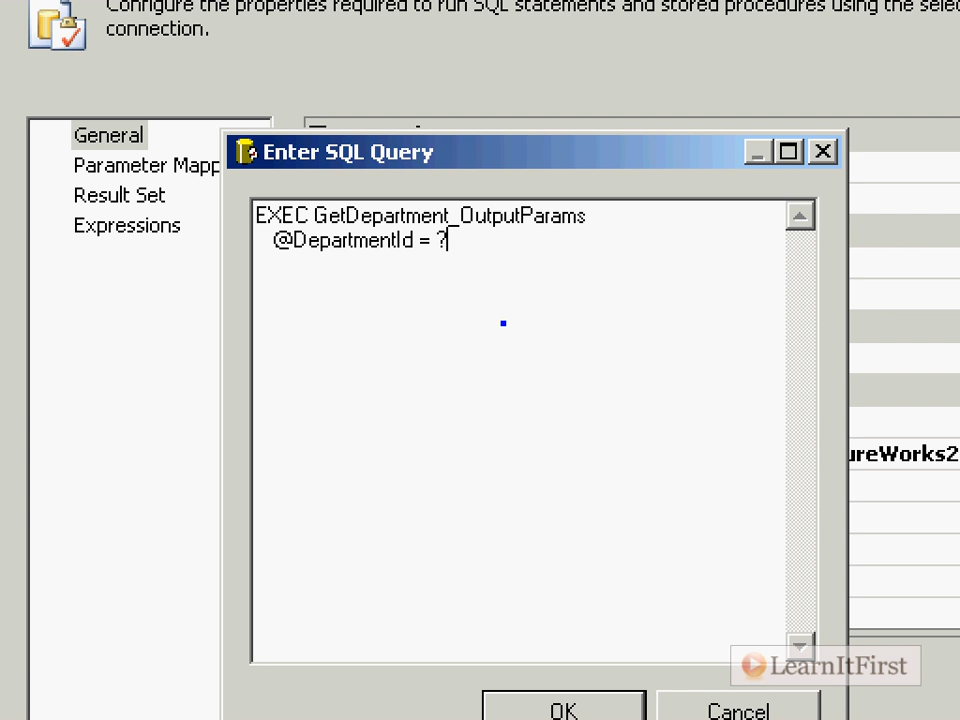 Configure the properties required to run SQL statements and stored procedures using the sele
connection.
General
Parameter Mapp
Result Set
Expressions
Enter SQL Query
EXEC GetDepartment_OutputParams
@DepartmentId = ?
ureWorks2
LearnItFirst
OK
Cancel